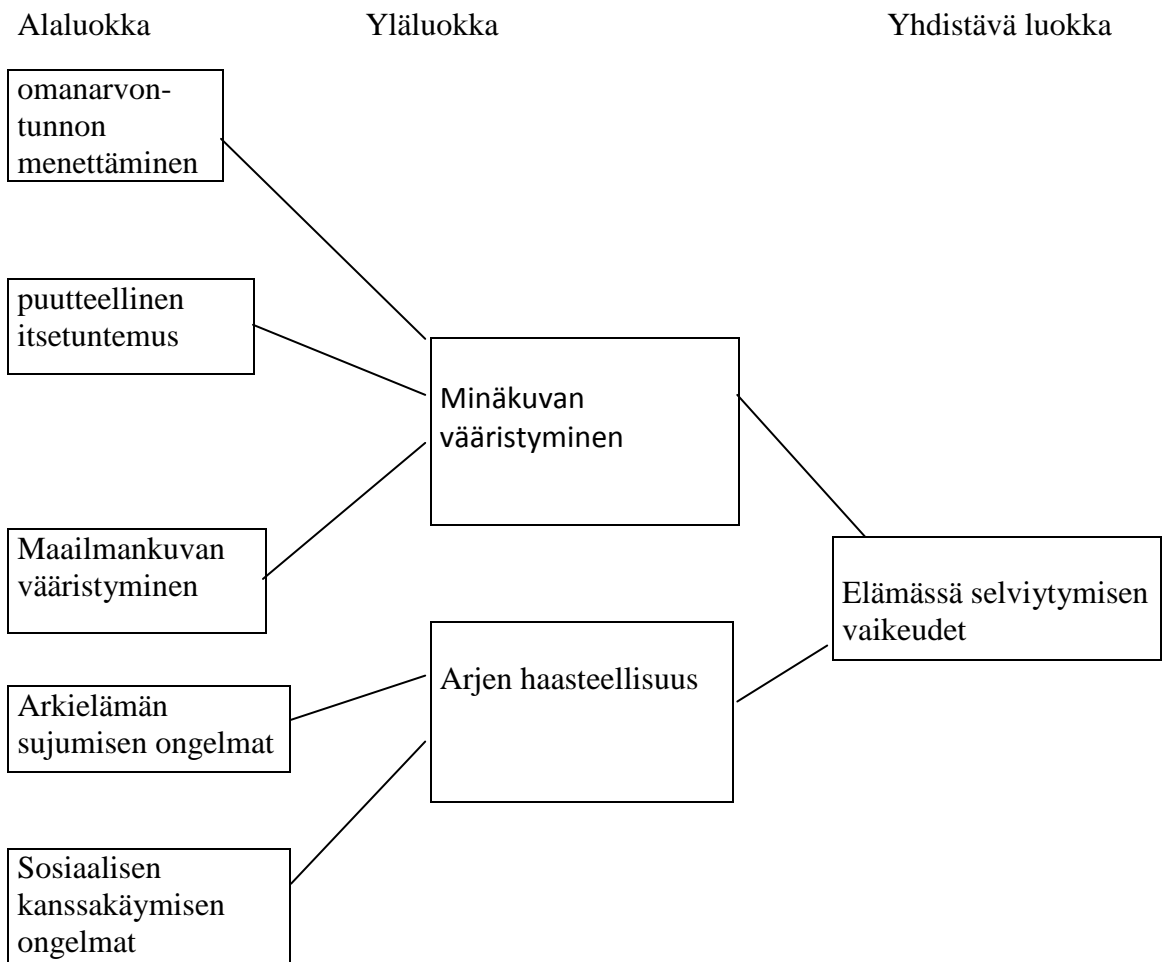 Alaluokka Yläluokka Yhdistävä luokka
omanarvon-
tunnon
menettäminen
puutteellinen
itsetuntemus
Minäkuvan
vääristyminen
Maailmankuvan
vääristyminen
Elämässä selviytymisen
vaikeudet
Arjen haasteellisuus
Arkielämän
sujumisen ongelmat
Sosiaalisen
kanssakäymisen
ongelmat